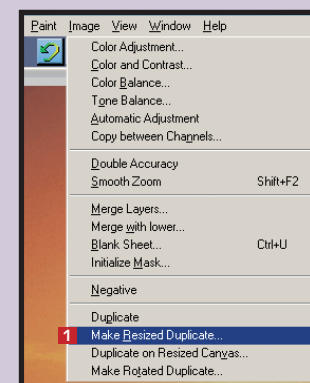 Paint Image View Window Help
Color Adjustment...
Color and Contrast...
Color Balance...
Tone Balance...
Automatic Adjustment
Copy between Channels...
Double Accuracy
Smooth Zoom Shift+F2
Merge Layers...
Merge with lower...
Blank Sheet... Ctrl+U
Initialize Mask...
Negative
Duplicate
1 Make Resized Duplicate...
Duplicate on Resized Canvas...
Make Rotated Duplicate...